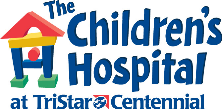 The
Children's
Hospital
at TriStar Centennial